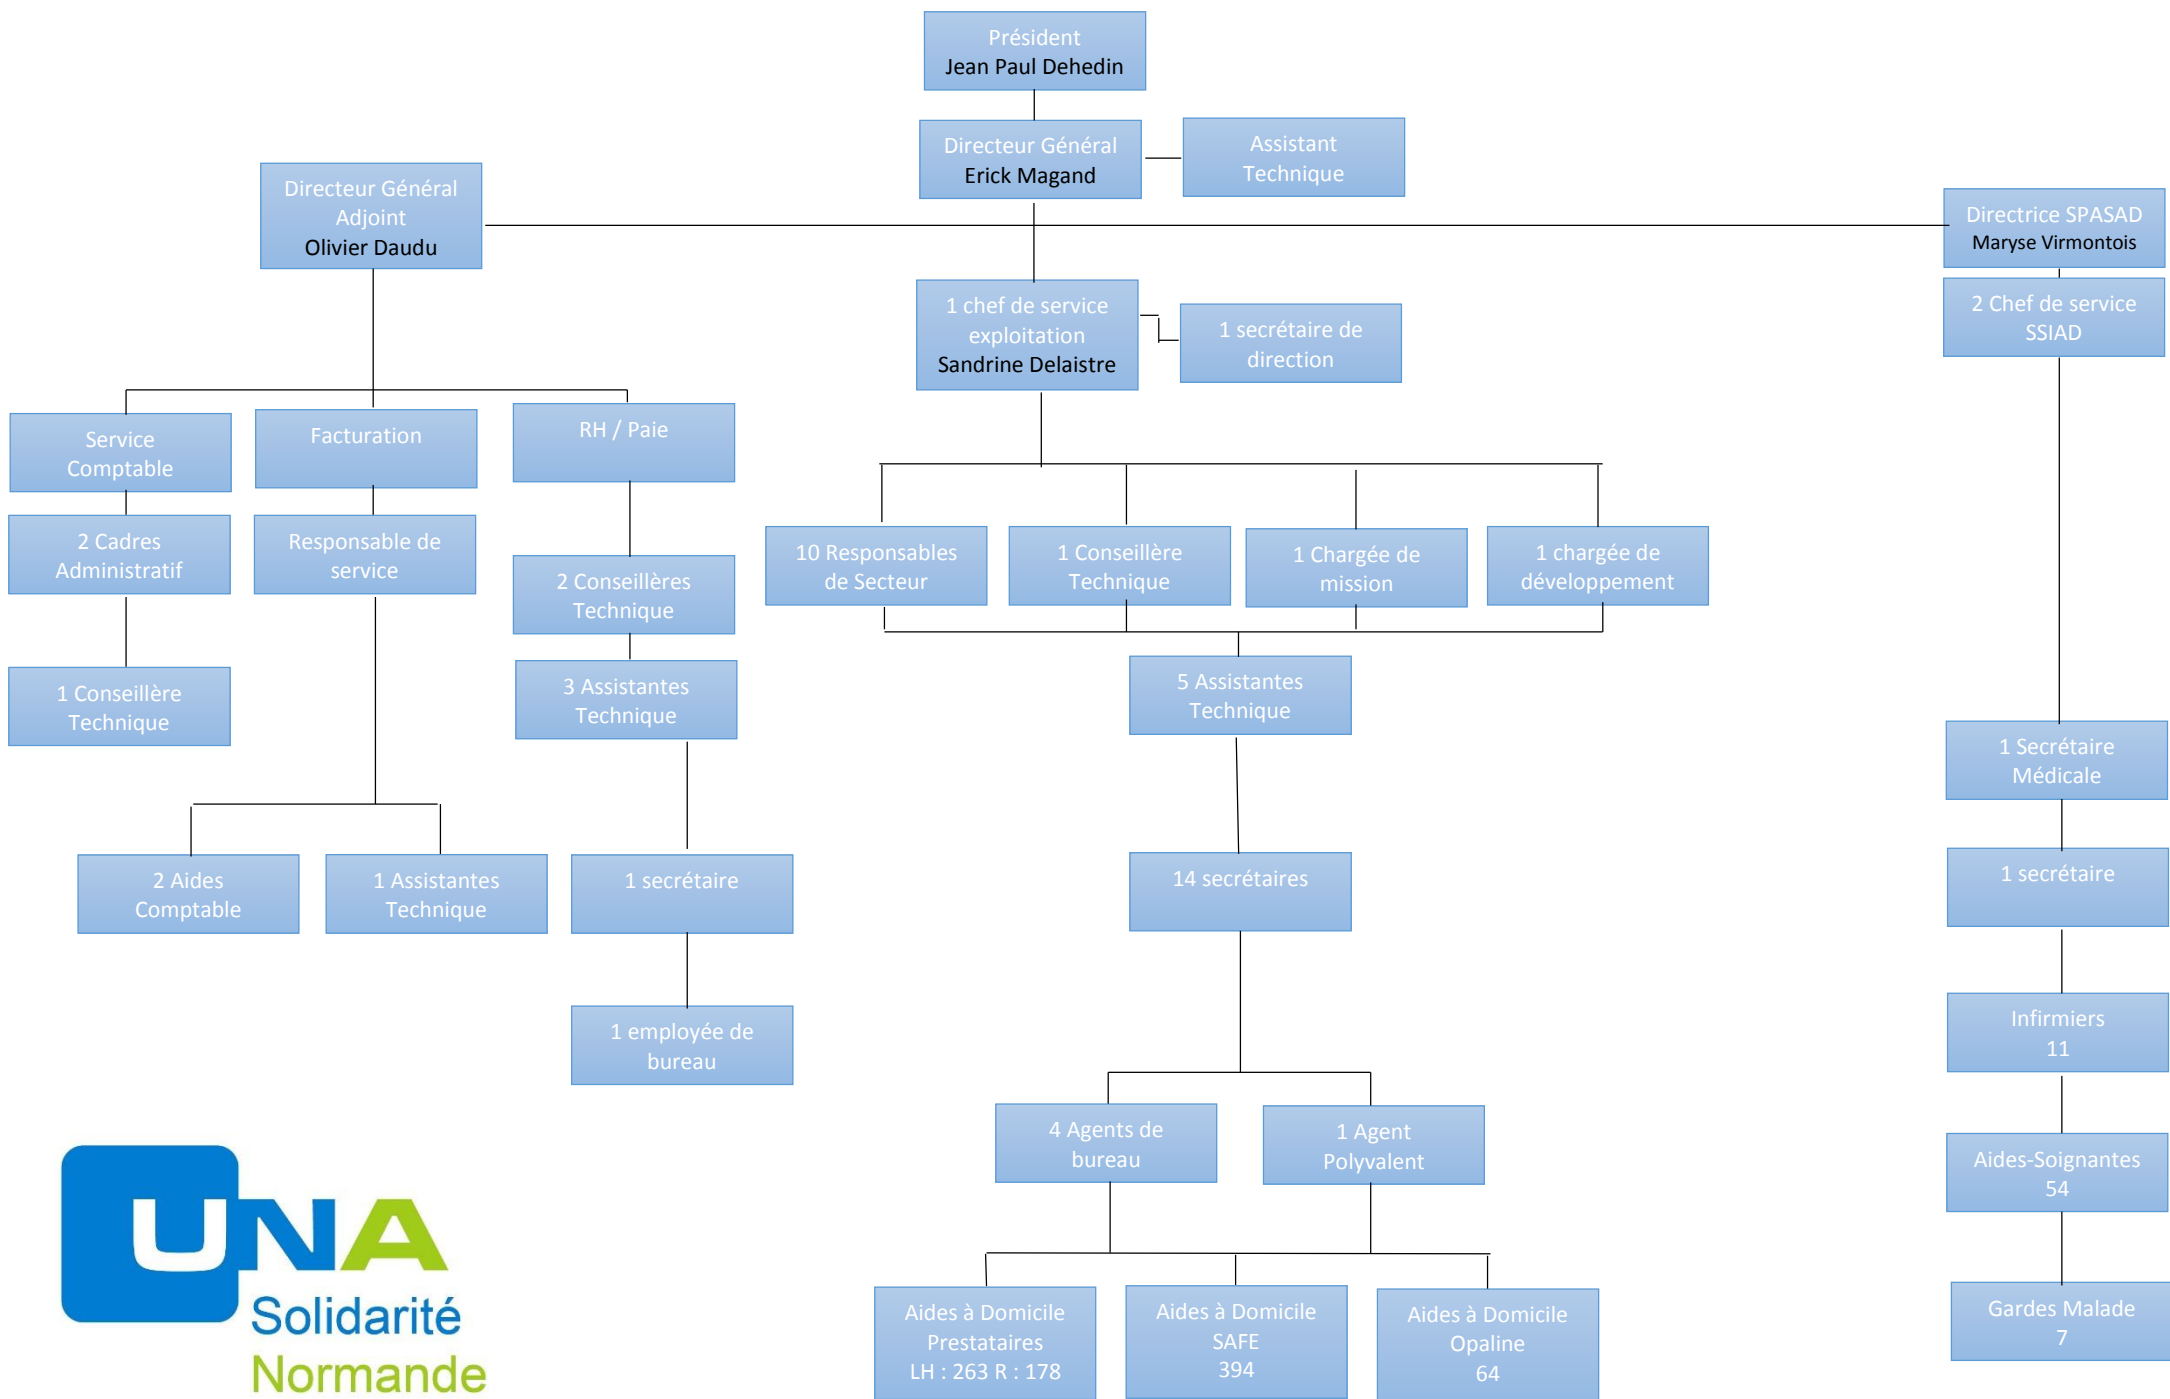 Président
Jean Paul Dehedin
Directeur Général
Erick Magand
Assistant
Technique
Directeur Général
Adjoint
Olivier Daudu
Directrice SPASAD
Maryse Virmontois
1 chef de service
exploitation
Sandrine Delaistre
1 secrétaire de
direction
2 Chef de service
SSIAD
Service
Comptable
Facturation
RH / Paie
2 Cadres
Administratif
Responsable de
service
2 Conseillères
Technique
10 Responsables
de Secteur
1 Conseillère
Technique
1 Chargée de
mission
1 chargée de
développement
1 Conseillère
Technique
3 Assistantes
Technique
5 Assistantes
Technique
1 Secrétaire
Médicale
2 Aides
Comptable
1 Assistantes
Technique
1 secrétaire
14 secrétaires
1 secrétaire
1 employée de
bureau
Infirmiers
11
4 Agents de
bureau
1 Agent
Polyvalent
Aides-Soignantes
54
Aides à Domicile
Prestataires
LH : 263 R : 178
Aides à Domicile
SAFE
394
Aides à Domicile
Opaline
64
Gardes Malade
7
UNA
Solidarité
Normande